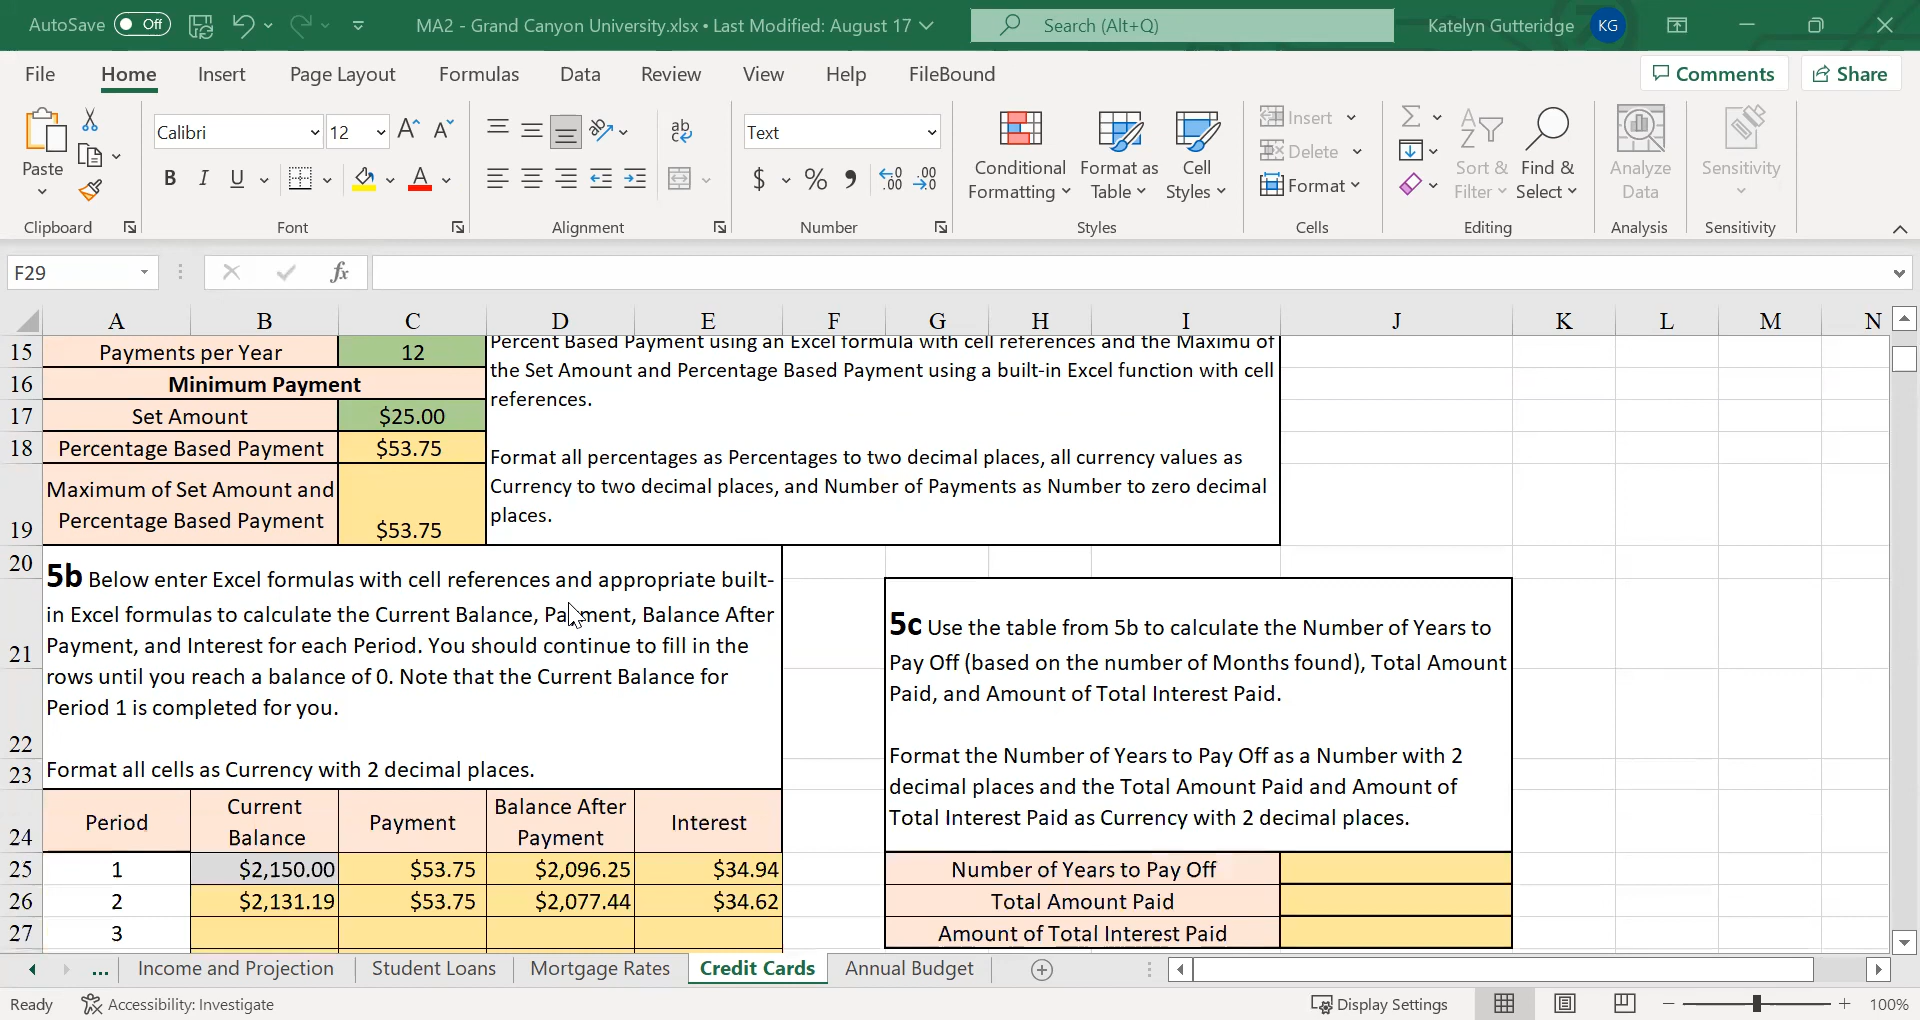 AutoSave Off MA2 - Grand Canyon University.xlsx • Last Modified: August 17 Search (Alt+Q) Katelyn Gutteridge KG
File Home Insert Page Layout Formulas Data Review View Help FileBound Comments Share
Calibri 12 Text
Paste B I U ab $ % Conditional Formatting Format as Table Cell Styles Insert Delete Format Sort & Filter Find & Select Analyze Data Sensitivity
Clipboard Font Alignment Number Styles Cells Editing Analysis Sensitivity
F29 fx
A B C D E F G H I J K L M N
15 Payments per Year 12 Percent Based Payment using an Excel formula with cell references and the Maximu of
the Set Amount and Percentage Based Payment using a built-in Excel function with cell
references.
16 Minimum Payment
17 Set Amount $25.00
18 Percentage Based Payment $53.75
Format all percentages as Percentages to two decimal places, all currency values as
Currency to two decimal places, and Number of Payments as Number to zero decimal
places.
Maximum of Set Amount and
Percentage Based Payment
19 $53.75
20
5b Below enter Excel formulas with cell references and appropriate built-
in Excel formulas to calculate the Current Balance, Payment, Balance After
Payment, and Interest for each Period. You should continue to fill in the
rows until you reach a balance of 0. Note that the Current Balance for
Period 1 is completed for you.
Format all cells as Currency with 2 decimal places.
21
22
23
5c Use the table from 5b to calculate the Number of Years to
Pay Off (based on the number of Months found), Total Amount
Paid, and Amount of Total Interest Paid.
Format the Number of Years to Pay Off as a Number with 2
decimal places and the Total Amount Paid and Amount of
Total Interest Paid as Currency with 2 decimal places.
24 Period Current Balance Payment Balance After Payment Interest
25 1 $2,150.00 $53.75 $2,096.25 $34.94 Number of Years to Pay Off
26 2 $2,131.19 $53.75 $2,077.44 $34.62 Total Amount Paid
27 3 Amount of Total Interest Paid
... Income and Projection Student Loans Mortgage Rates Credit Cards Annual Budget
Ready Accessibility: Investigate Display Settings 100%